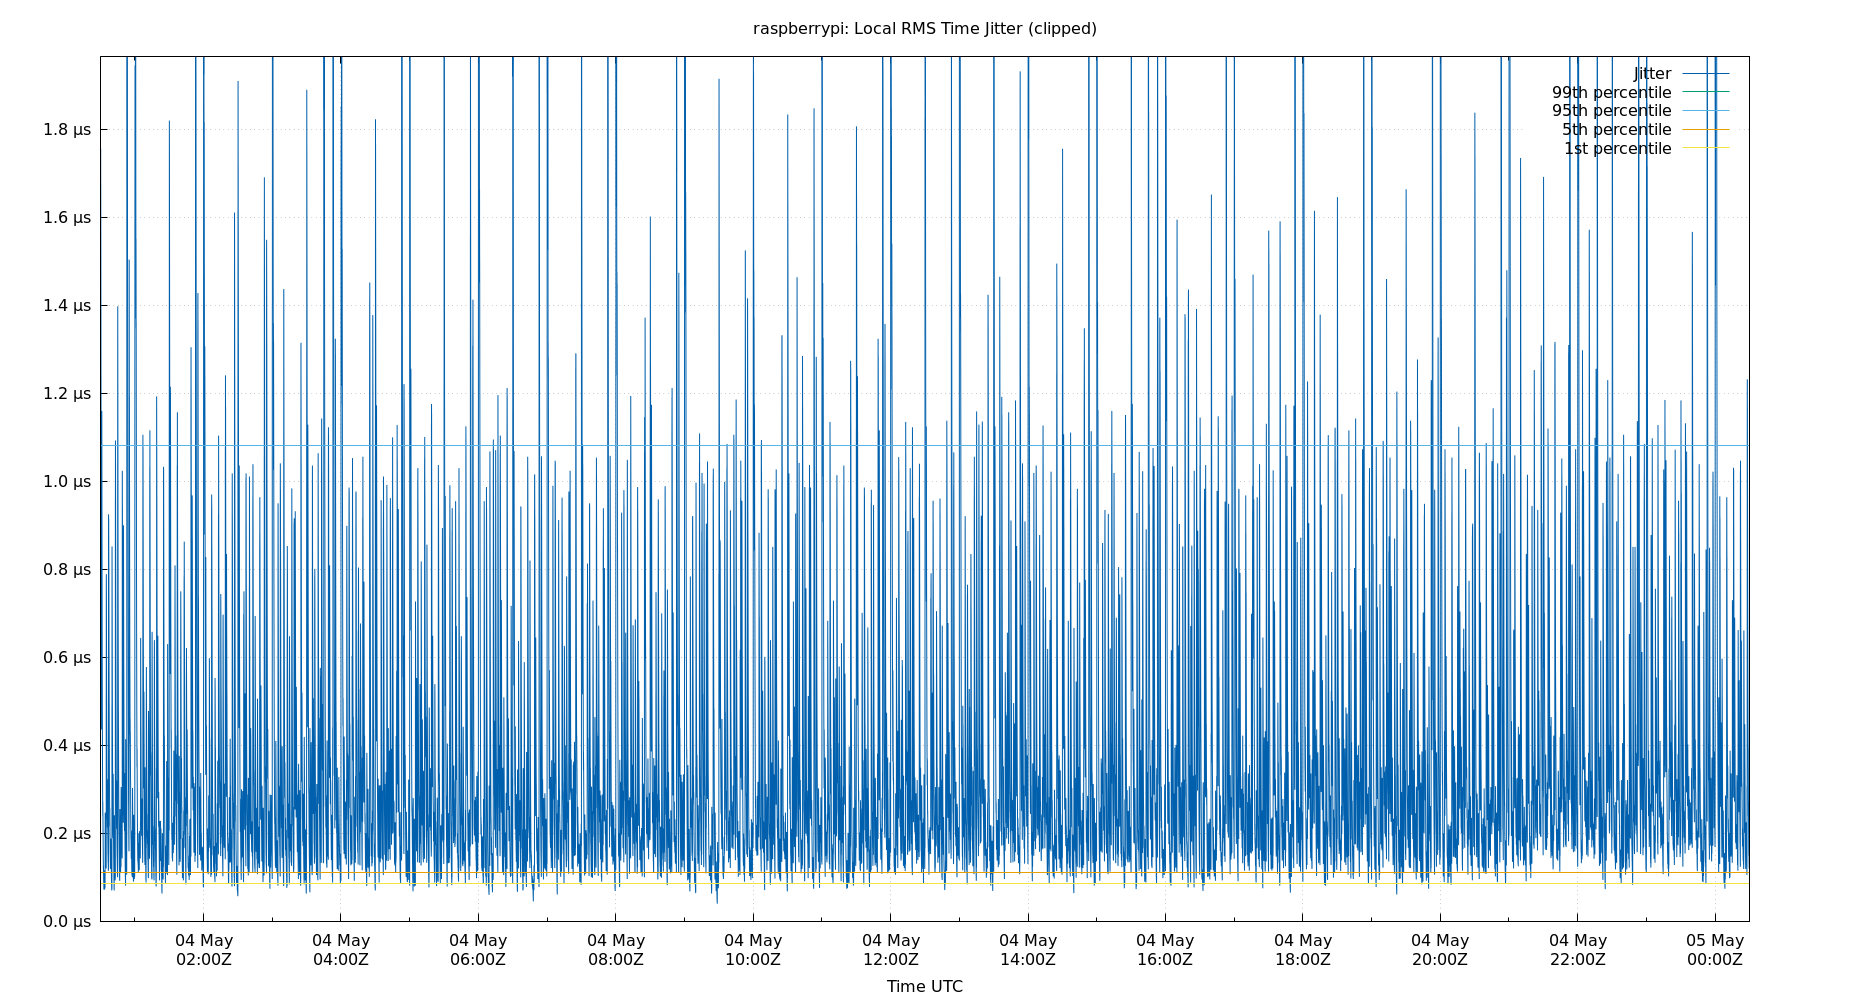 raspberrypi: Local RMS Time Jitter (clipped)
Jitter
99th percentile
95th percentile
5th percentile
1st percentile
1.8 µs
1.6 µs
1.4 µs
1.2 µs
1.0 µs
0.8 µs
0.6 µs
0.4 µs
0.2 µs
0.0 µs
04 May 04 May 04 May 04 May 04 May 04 May 04 May 04 May 04 May 04 May 04 May 05 May
02:00Z 04:00Z 06:00Z 08:00Z 10:00Z 12:00Z 14:00Z 16:00Z 18:00Z 20:00Z 22:00Z 00:00Z
Time UTC